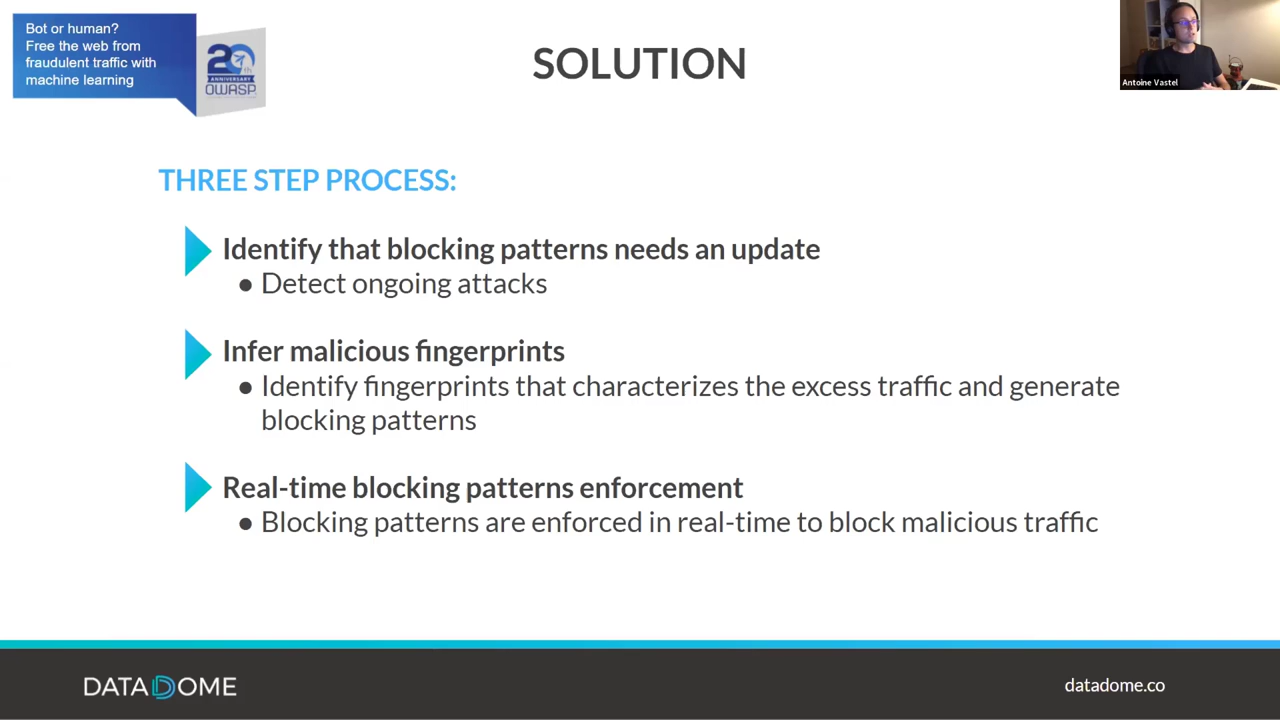 Bot or human?
Free the web from
fraudulent traffic with
machine learning
20th
ANNIVERSARY
OWASP
SOLUTION
Antoine Vastel
THREE STEP PROCESS:
Identify that blocking patterns needs an update
● Detect ongoing attacks
Infer malicious fingerprints
● Identify fingerprints that characterizes the excess traffic and generate
blocking patterns
Real-time blocking patterns enforcement
● Blocking patterns are enforced in real-time to block malicious traffic
DATADOME
datadome.co